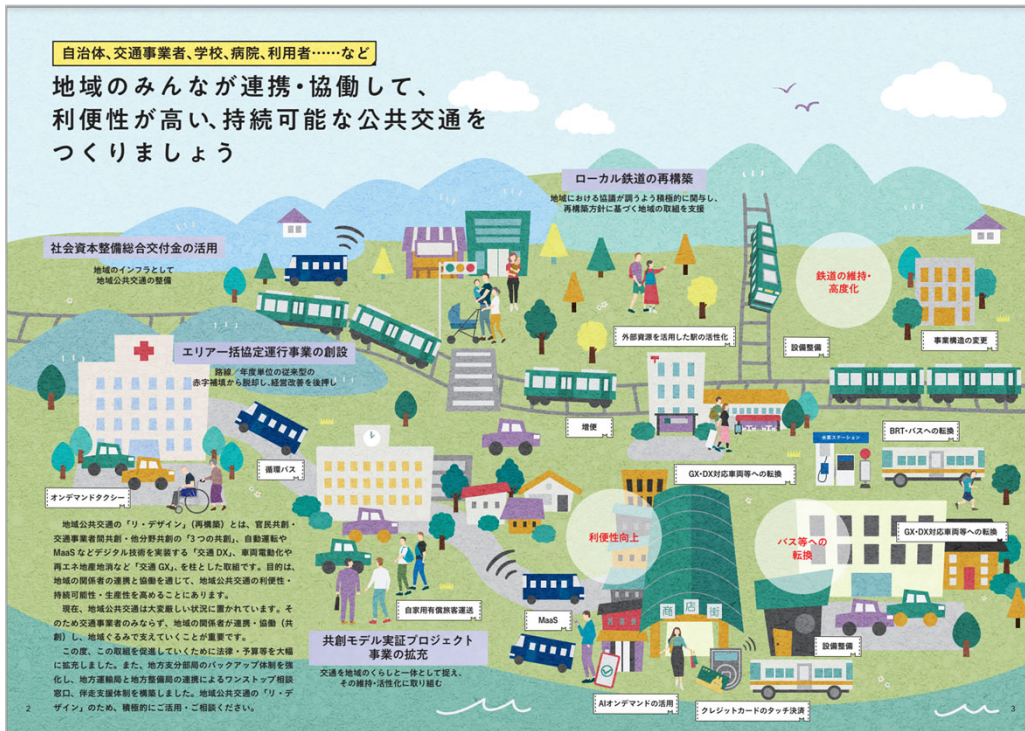 自治体、交通事業者、学校、病院、利用者……など
地域のみんなが連携・協働して、
利便性が高い、持続可能な公共交通を
つくりましょう
ローカル鉄道の再構築
地域における協議が調うよう積極的に関与し、
再構築方針に基づく地域の取組を支援
社会資本整備総合交付金の活用
地域のインフラとして
地域公共交通の整備
鉄道の維持・
高度化
外部資源を活用した駅の活性化
設備整備
事業構造の変更
エリア一括協定運行事業の創設
路線/年度単位の従来型の
赤字補填から脱却し、経営改善を後押し
増便
BRT・バスへの転換
水素ステーション
循環バス
GX・DX対応車両等への転換
オンデマンドタクシー
利便性向上
バス等への
転換
GX・DX対応車両等への転換
地域公共交通の「リ・デザイン」(再構築)とは、官民共創・
交通事業者間共創・他分野共創の「3つの共創」、自動運転や
MaaSなどデジタル技術を実装する「交通DX」、車両電動化や
再エネ地産地消など「交通GX」、を柱とした取組です。目的は、
地域の関係者の連携と協働を通じて、地域公共交通の利便性・
持続可能性・生産性を高めることにあります。
現在、地域公共交通は大変厳しい状況に置かれています。そ
のため交通事業者のみならず、地域の関係者が連携・協働(共
創)し、地域ぐるみで支えていくことが重要です。
この度、この取組を促進していくために法律・予算等を大幅
に拡充しました。また、地方支分部局のバックアップ体制を強
化し、地方運輸局と地方整備局の連携によるワンストップ相談
窓口、伴走支援体制を構築しました。地域公共交通の「リ・デ
ザイン」のため、積極的にご活用・ご相談ください。
自家用有償旅客運送
MaaS
商店街
共創モデル実証プロジェクト
事業の拡充
交通を地域のくらしと一体として捉え、
その維持・活性化に取り組む
設備整備
AIオンデマンドの活用
クレジットカードのタッチ決済
2
3